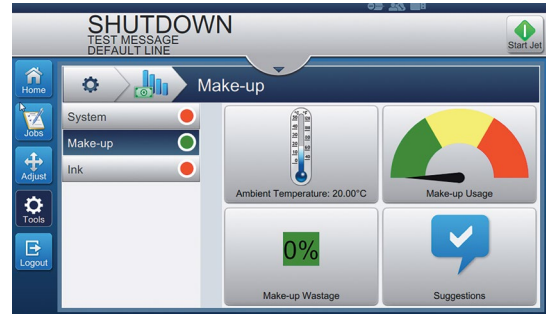 SHUTDOWN
TEST MESSAGE
DEFAULT LINE
Start Jet
Home
Make-up
Jobs
System
Make-up
Adjust
Ink
Ambient Temperature: 20.00°C
Make-up Usage
Tools
Logout
0%
Make-up Wastage
Suggestions